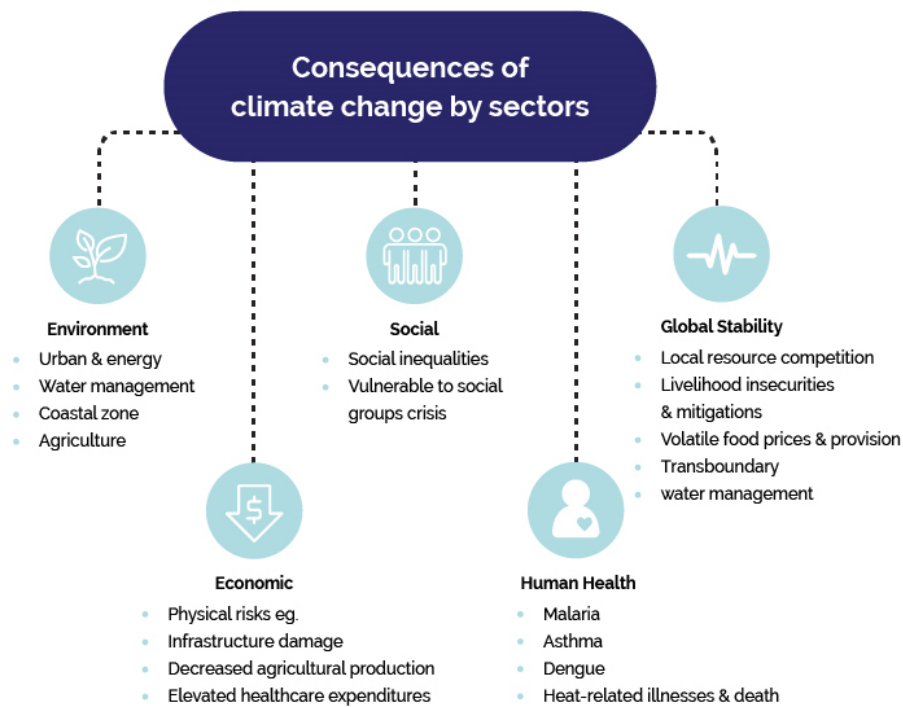 Consequences of
climate change by sectors
Environment
Urban & energy
Water management
Coastal zone
Agriculture
Social
Social inequalities
Vulnerable to social
groups crisis
Global Stability
Local resource competition
Livelihood insecurities
& mitigations
Volatile food prices & provision
Transboundary
water management
$
Economic
Physical risks eg.
Infrastructure damage
Decreased agricultural production
Elevated healthcare expenditures
Human Health
Malaria
Asthma
Dengue
Heat-related illnesses & death